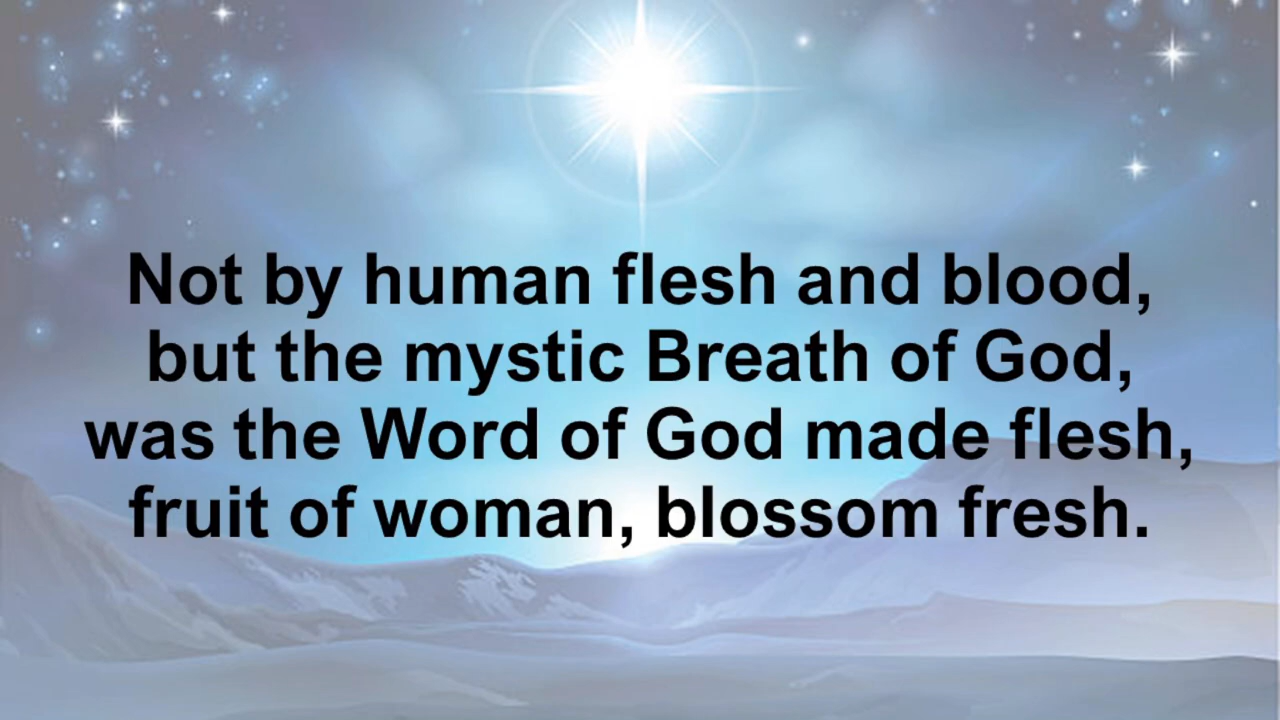 Not by human flesh and blood,
but the mystic Breath of God,
was the Word of God made flesh,
fruit of woman, blossom fresh.